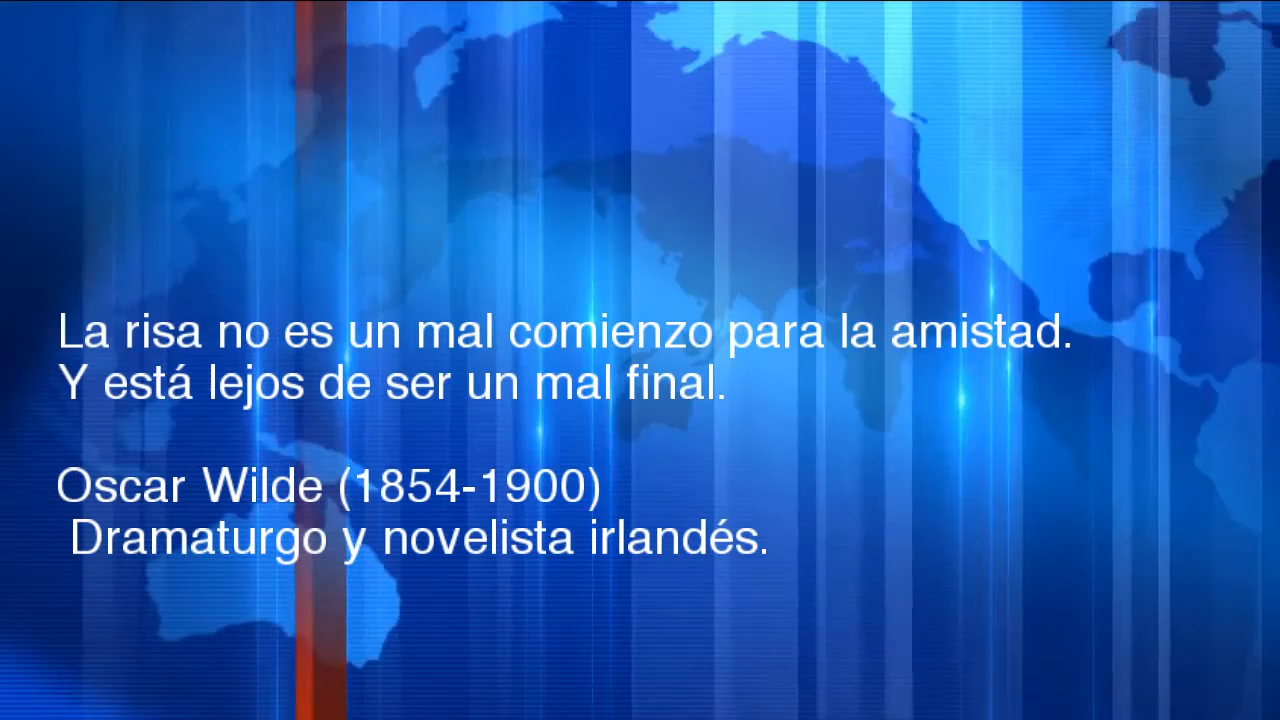 La risa no es un mal comienzo para la amistad.
Y está lejos de ser un mal final.
Oscar Wilde (1854-1900)
Dramaturgo y novelista irlandés.